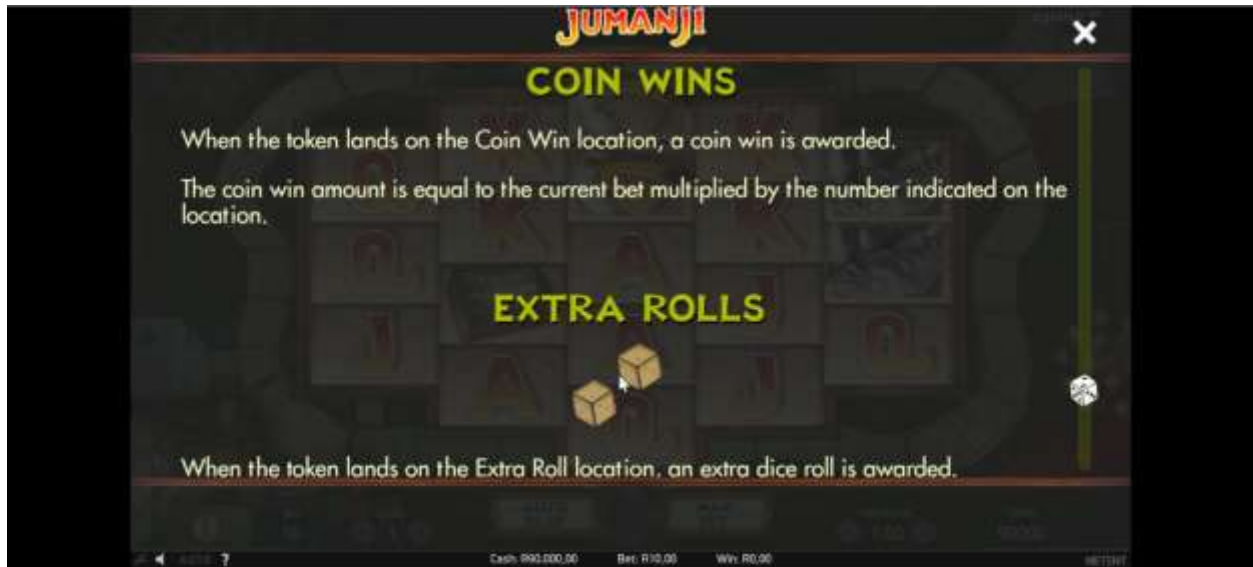 JUMANJI
COIN WINS
When the token lands on the Coin Win location, a coin win is awarded.
The coin win amount is equal to the current bet multiplied by the number indicated on the
location.
EXTRA ROLLS
When the token lands on the Extra Roll location, an extra dice roll is awarded.
? Cash: R90.000,00 Bet: R10,00 Win: R0,00 NETENT